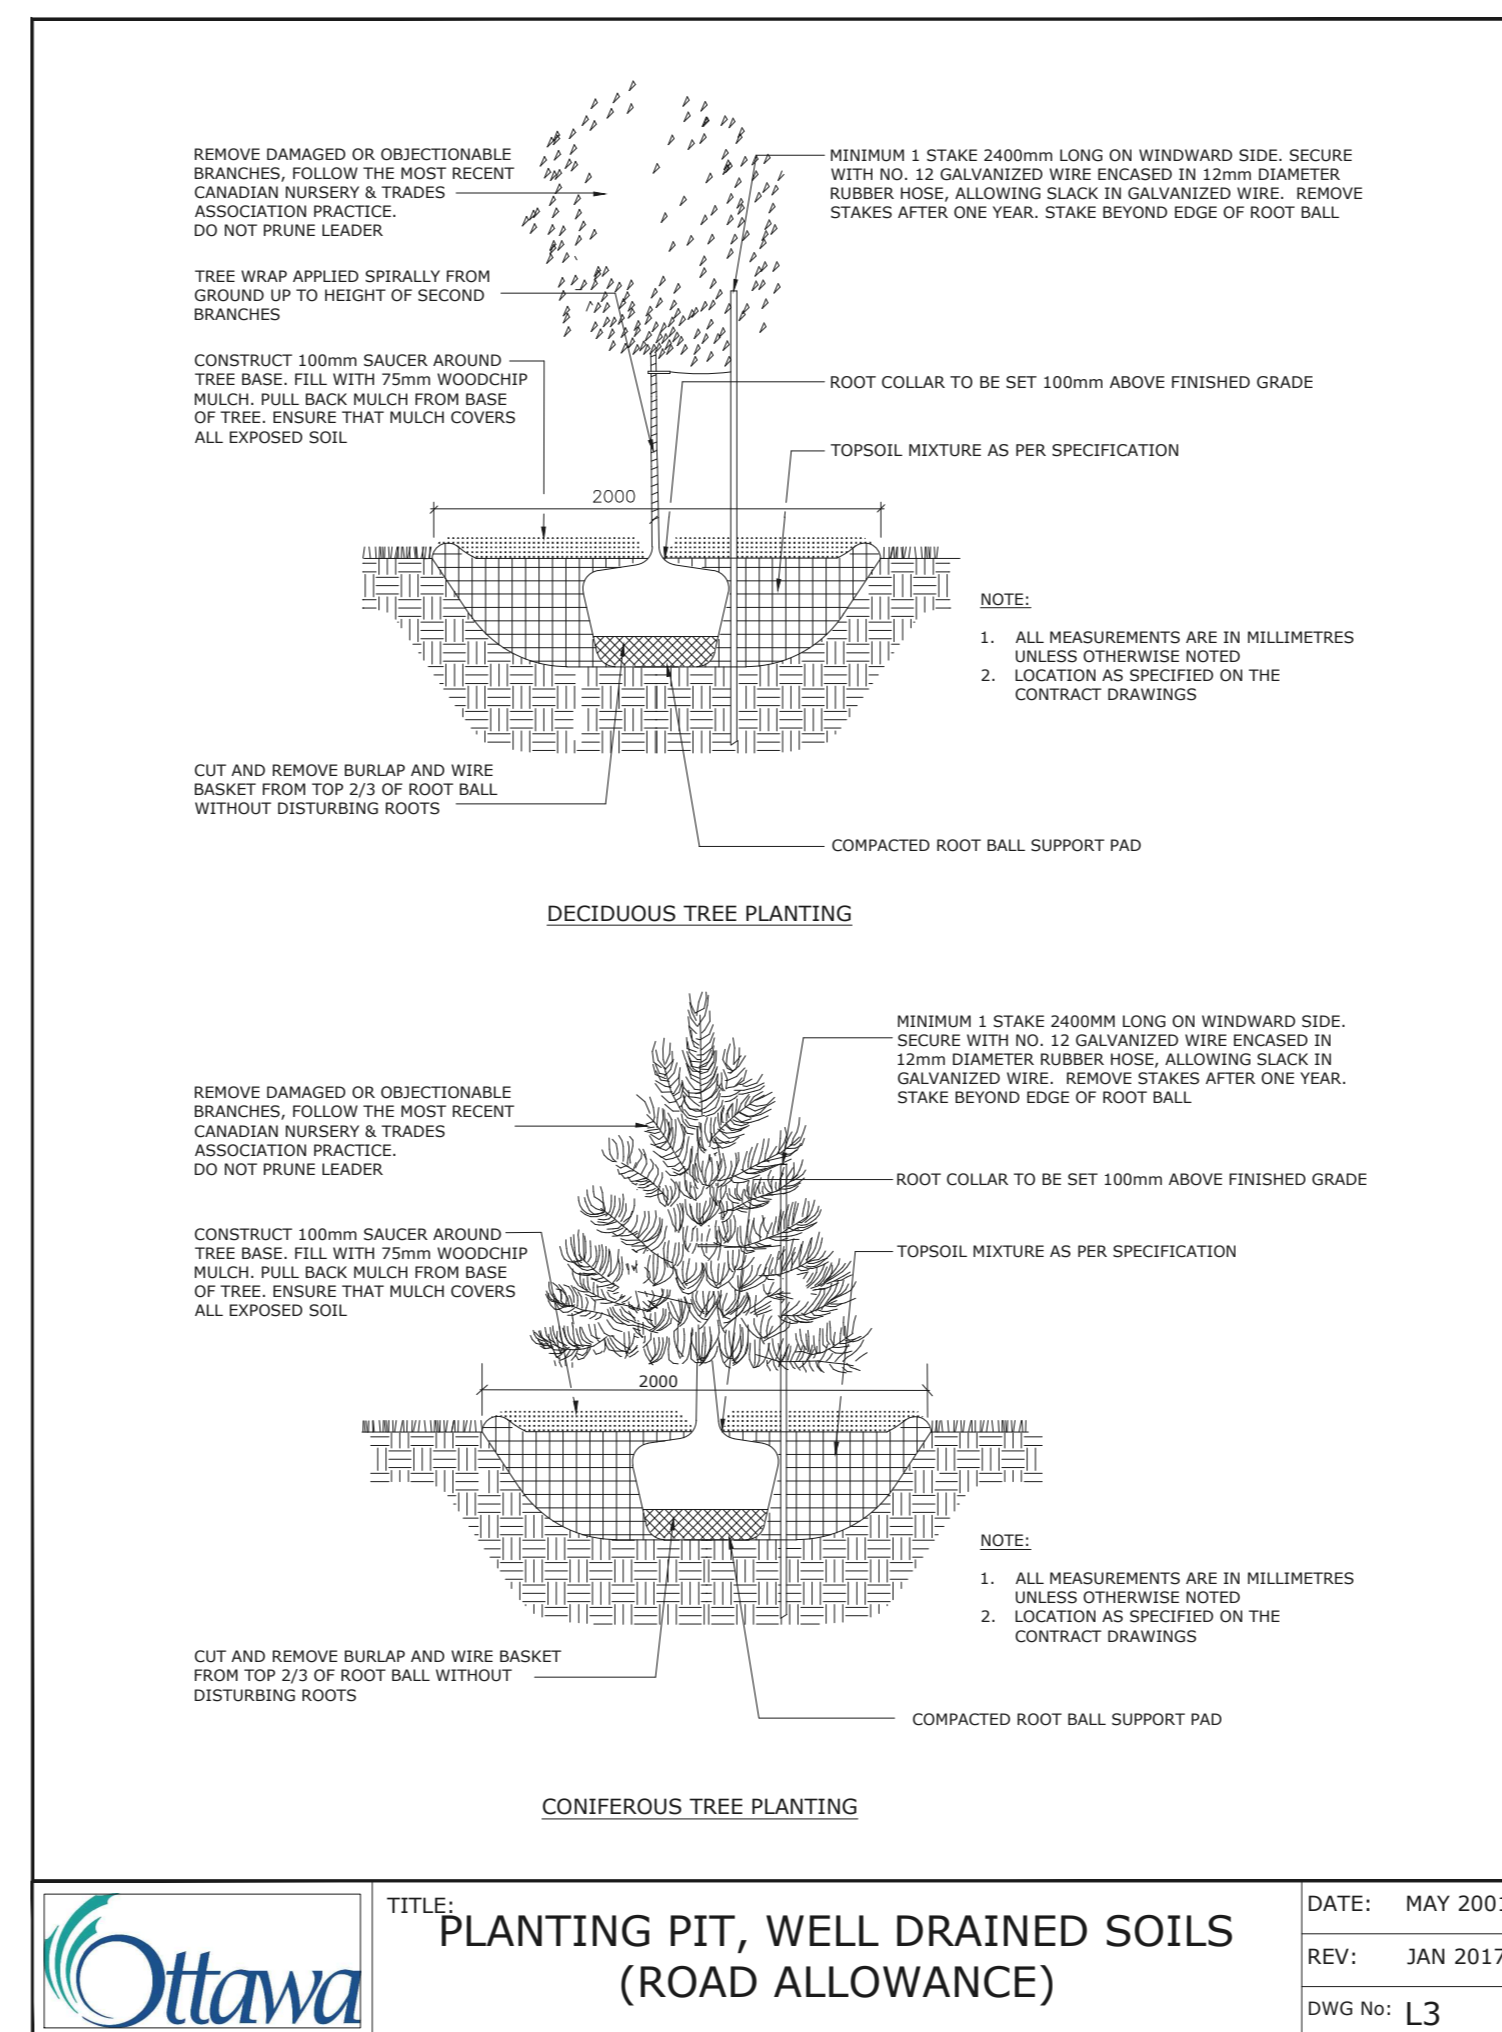 REMOVE DAMAGED OR OBJECTIONABLE
BRANCHES, FOLLOW THE MOST RECENT
CANADIAN NURSERY & TRADES
ASSOCIATION PRACTICE.
DO NOT PRUNE LEADER
TREE WRAP APPLIED SPIRALLY FROM
GROUND UP TO HEIGHT OF SECOND
BRANCHES
CONSTRUCT 100mm SAUCER AROUND
TREE BASE. FILL WITH 75mm WOODCHIP
MULCH. PULL BACK MULCH FROM BASE
OF TREE. ENSURE THAT MULCH COVERS
ALL EXPOSED SOIL
MINIMUM 1 STAKE 2400mm LONG ON WINDWARD SIDE. SECURE
WITH NO. 12 GALVANIZED WIRE ENCASED IN 12mm DIAMETER
RUBBER HOSE, ALLOWING SLACK IN GALVANIZED WIRE. REMOVE
STAKES AFTER ONE YEAR. STAKE BEYOND EDGE OF ROOT BALL
ROOT COLLAR TO BE SET 100mm ABOVE FINISHED GRADE
TOPSOIL MIXTURE AS PER SPECIFICATION
2000
NOTE:
1. ALL MEASUREMENTS ARE IN MILLIMETRES
UNLESS OTHERWISE NOTED
2. LOCATION AS SPECIFIED ON THE
CONTRACT DRAWINGS
CUT AND REMOVE BURLAP AND WIRE
BASKET FROM TOP 2/3 OF ROOT BALL
WITHOUT DISTURBING ROOTS
COMPACTED ROOT BALL SUPPORT PAD
DECIDUOUS TREE PLANTING
MINIMUM 1 STAKE 2400MM LONG ON WINDWARD SIDE.
SECURE WITH NO. 12 GALVANIZED WIRE ENCASED IN
12mm DIAMETER RUBBER HOSE, ALLOWING SLACK IN
GALVANIZED WIRE. REMOVE STAKES AFTER ONE YEAR.
STAKE BEYOND EDGE OF ROOT BALL
REMOVE DAMAGED OR OBJECTIONABLE
BRANCHES, FOLLOW THE MOST RECENT
CANADIAN NURSERY & TRADES
ASSOCIATION PRACTICE.
DO NOT PRUNE LEADER
ROOT COLLAR TO BE SET 100mm ABOVE FINISHED GRADE
CONSTRUCT 100mm SAUCER AROUND
TREE BASE. FILL WITH 75mm WOODCHIP
MULCH. PULL BACK MULCH FROM BASE
OF TREE. ENSURE THAT MULCH COVERS
ALL EXPOSED SOIL
TOPSOIL MIXTURE AS PER SPECIFICATION
2000
NOTE:
1. ALL MEASUREMENTS ARE IN MILLIMETRES
UNLESS OTHERWISE NOTED
2. LOCATION AS SPECIFIED ON THE
CONTRACT DRAWINGS
CUT AND REMOVE BURLAP AND WIRE BASKET
FROM TOP 2/3 OF ROOT BALL WITHOUT
DISTURBING ROOTS
COMPACTED ROOT BALL SUPPORT PAD
CONIFEROUS TREE PLANTING
Ottawa
TITLE:
PLANTING PIT, WELL DRAINED SOILS
(ROAD ALLOWANCE)
DATE: MAY 2001
REV: JAN 2017
DWG No: L3